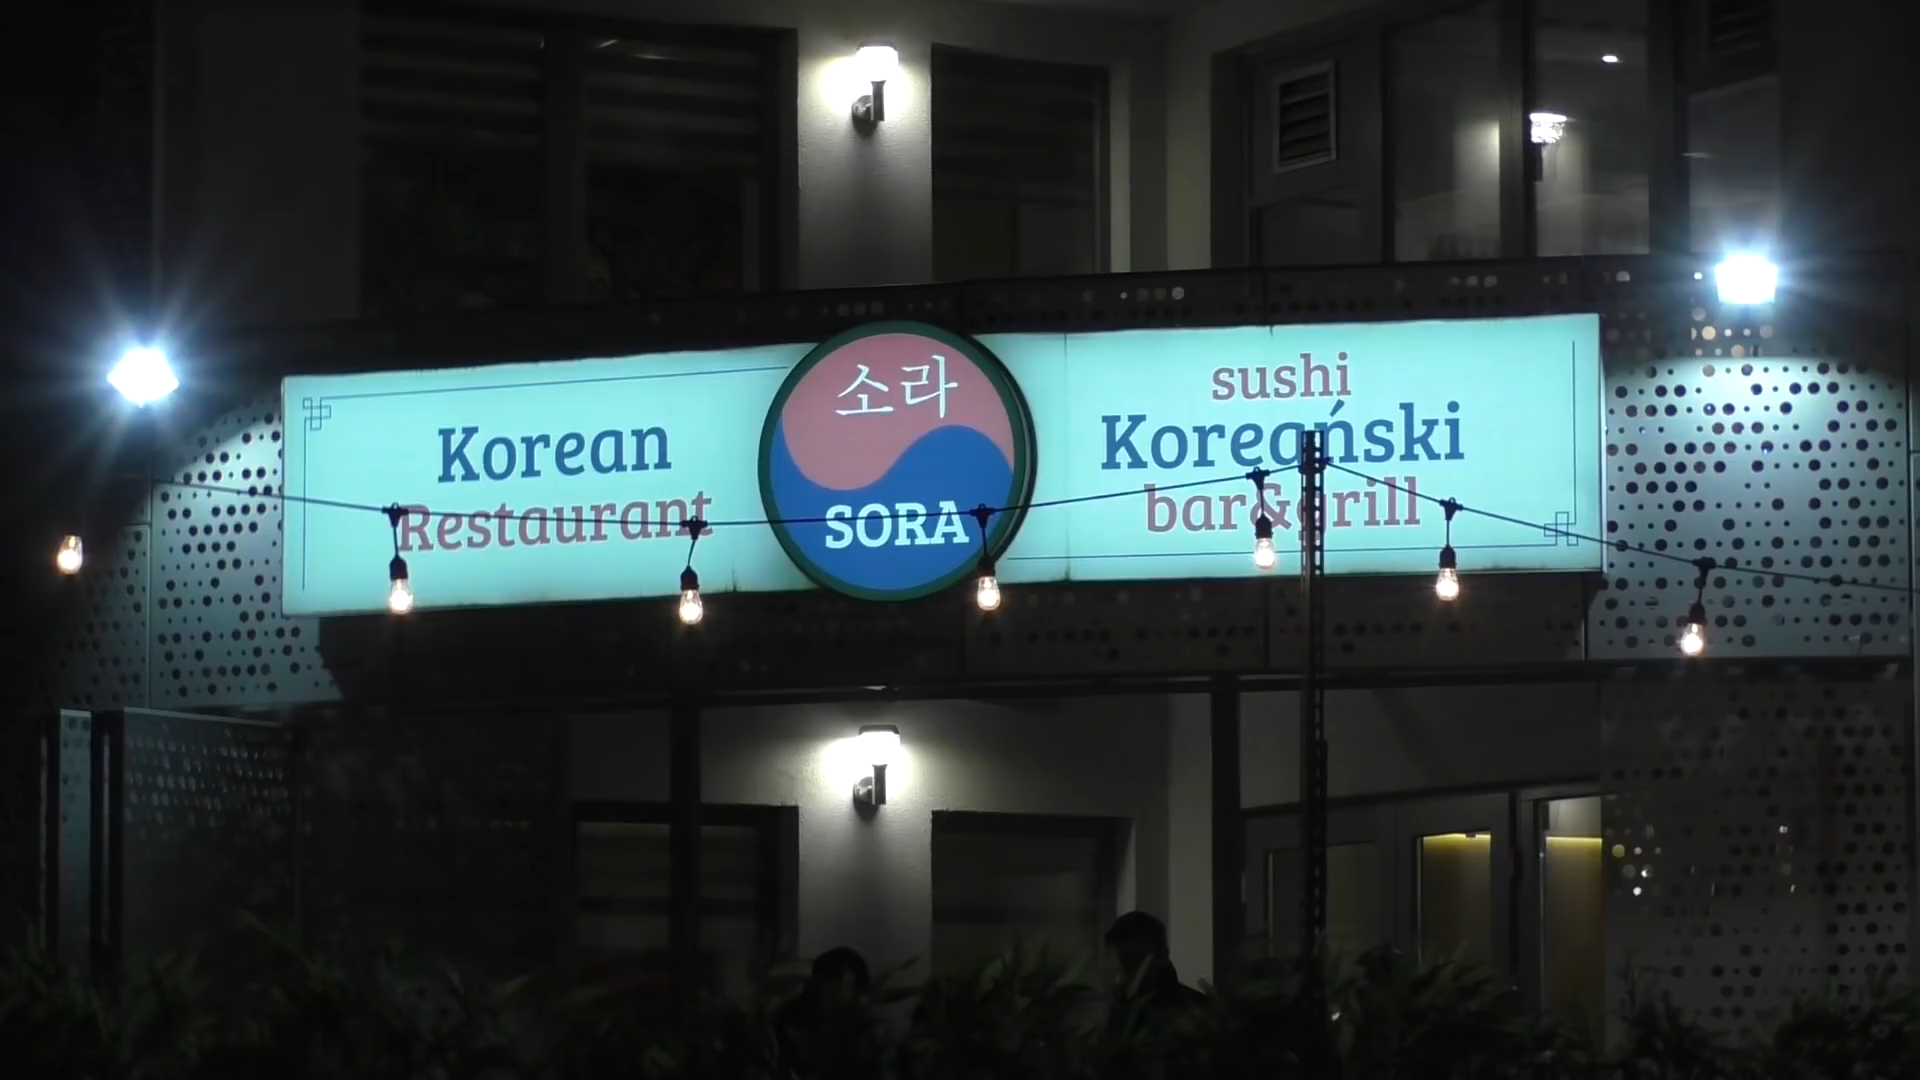 Korean
Restaurant
소라
SORA
sushi
Koreański
bar&grill